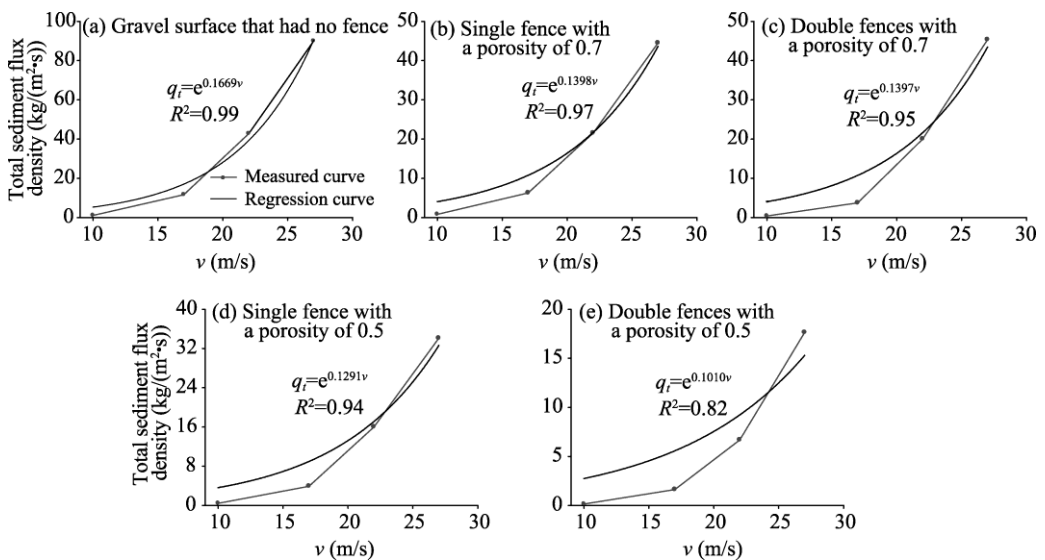 (a) Gravel surface that had no fence
Total sediment flux
density (kg/(m²•s))
100
80
60
40
20
0
qₜ=e^0.1669v
R²=0.99
Measured curve
Regression curve
10 15 20 25 30
v (m/s)
(b) Single fence with
a porosity of 0.7
50
40
30
20
10
0
qₜ=e^0.1398v
R²=0.97
10 15 20 25 30
v (m/s)
(c) Double fences with
a porosity of 0.7
50
40
30
20
10
0
qₜ=e^0.1397v
R²=0.95
10 15 20 25 30
v (m/s)
(d) Single fence with
a porosity of 0.5
Total sediment flux
density (kg/(m²•s))
40
32
24
16
8
0
qₜ=e^0.1291v
R²=0.94
10 15 20 25 30
v (m/s)
(e) Double fences with
a porosity of 0.5
20
15
10
5
0
qₜ=e^0.1010v
R²=0.82
10 15 20 25 30
v (m/s)